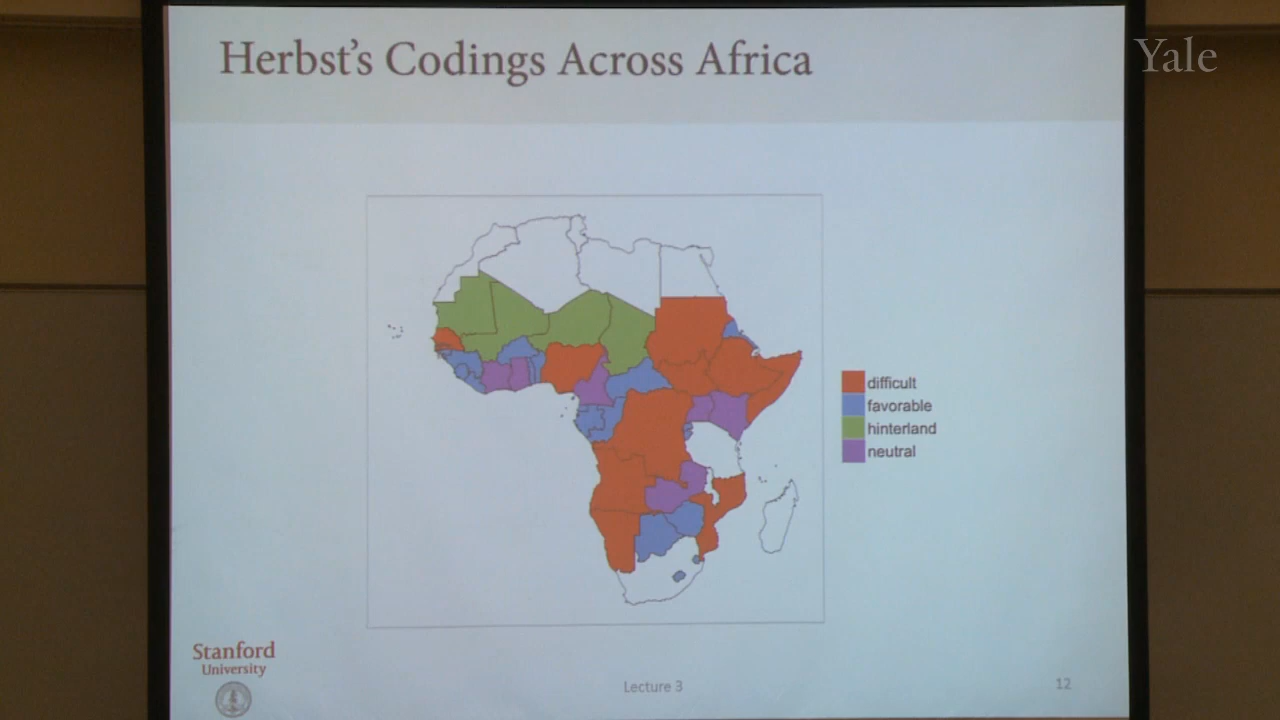 Herbst's Codings Across Africa
Yale
difficult
favorable
hinterland
neutral
Stanford
University
Lecture 3
12